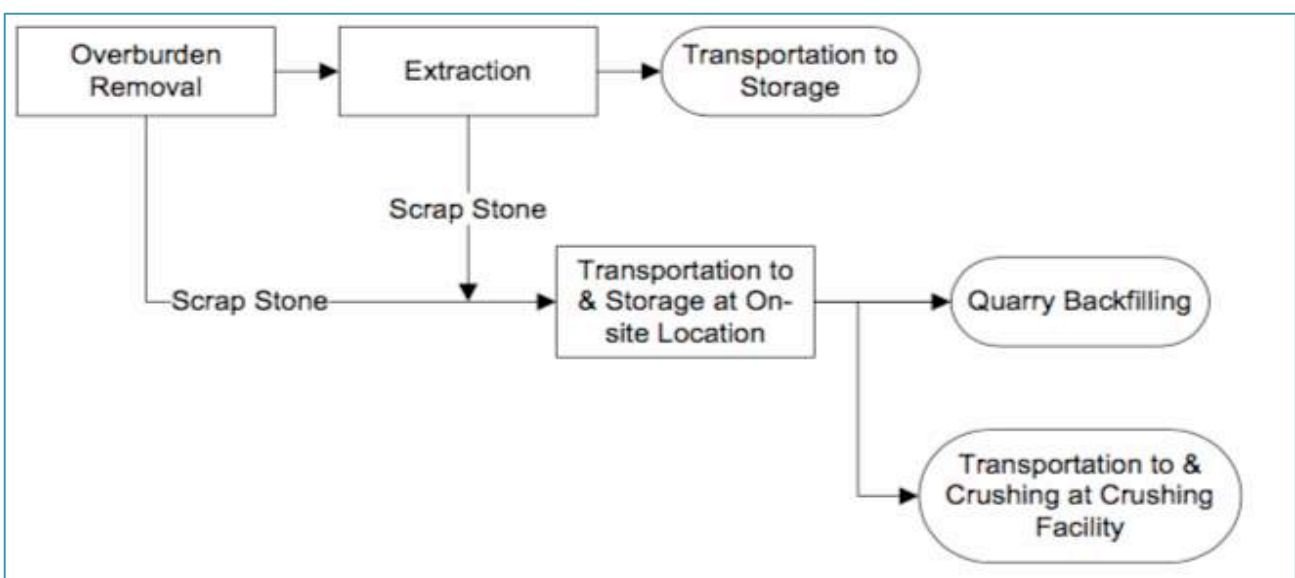 Overburden
Removal
Extraction
Transportation to
Storage
Scrap Stone
Scrap Stone
Transportation to
& Storage at On-
site Location
Quarry Backfilling
Transportation to &
Crushing at Crushing
Facility